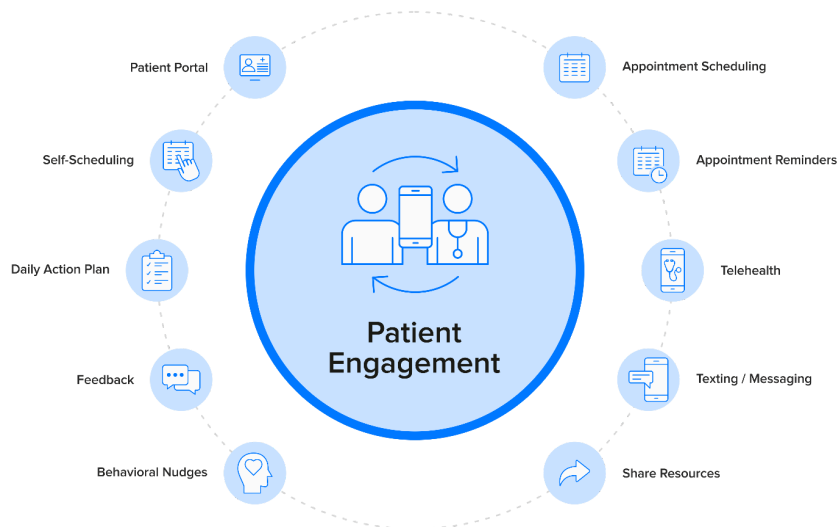 Patient Portal
Appointment Scheduling
Self-Scheduling
Appointment Reminders
Daily Action Plan
Telehealth
Patient
Engagement
Feedback
Texting / Messaging
Behavioral Nudges
Share Resources